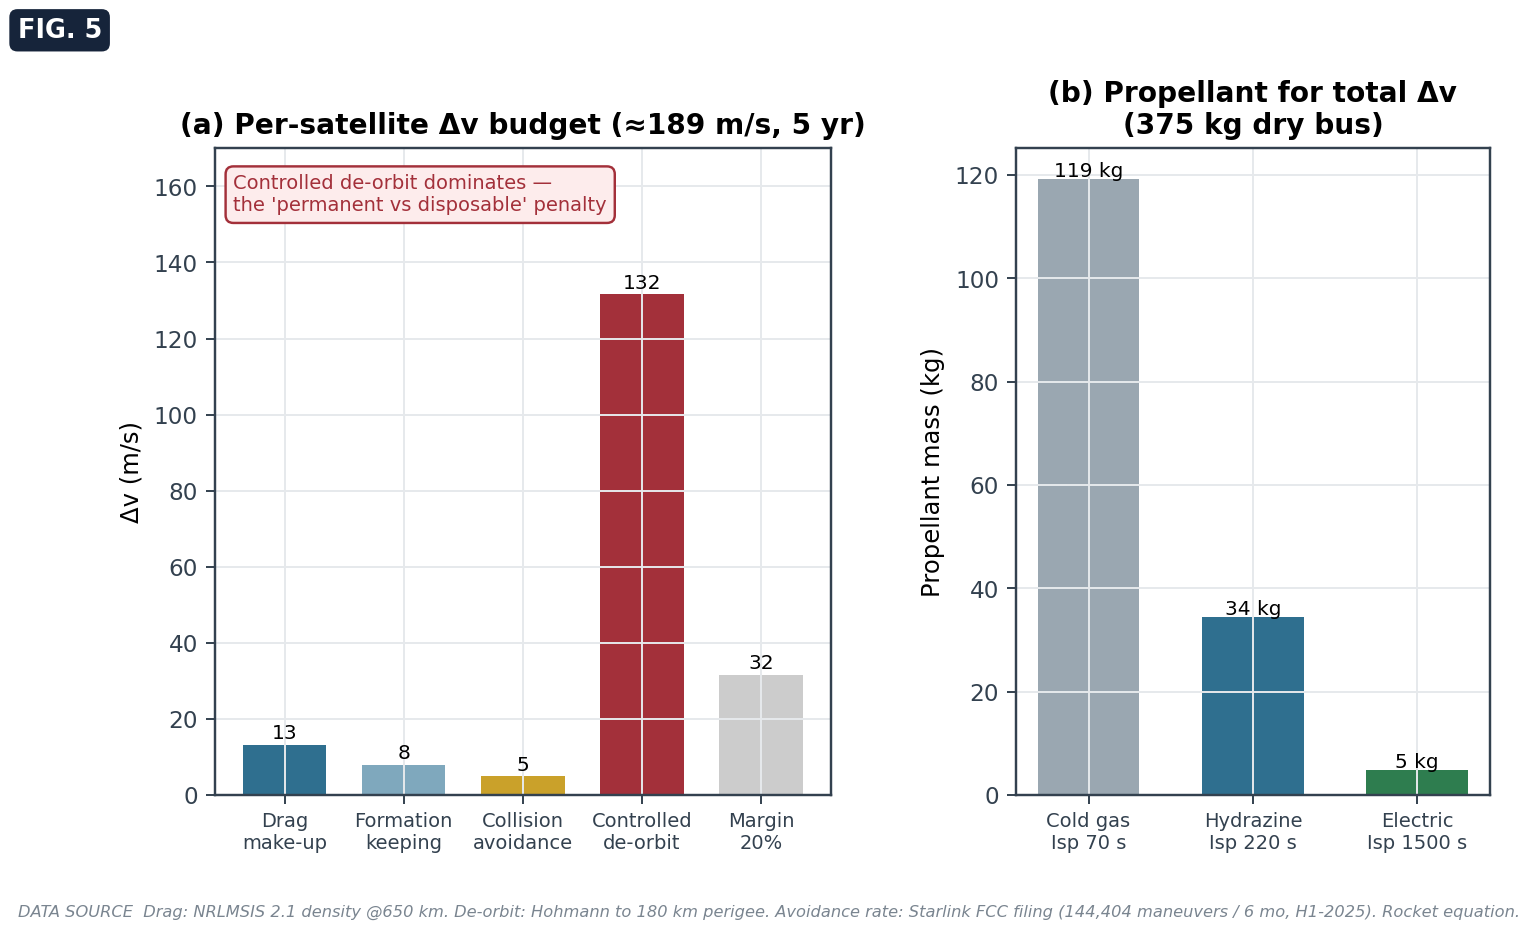 FIG. 5
(a) Per-satellite Δv budget (≈189 m/s, 5 yr)
Controlled de-orbit dominates —
the 'permanent vs disposable' penalty
Δv (m/s)
160
140
120
100
80
60
40
20
0
13
8
5
132
32
Drag
make-up
Formation
keeping
Collision
avoidance
Controlled
de-orbit
Margin
20%
(b) Propellant for total Δv
(375 kg dry bus)
Propellant mass (kg)
120
100
80
60
40
20
0
119 kg
34 kg
5 kg
Cold gas
Isp 70 s
Hydrazine
Isp 220 s
Electric
Isp 1500 s
DATA SOURCE  Drag: NRLMSIS 2.1 density @650 km. De-orbit: Hohmann to 180 km perigee. Avoidance rate: Starlink FCC filing (144,404 maneuvers / 6 mo, H1-2025). Rocket equation.